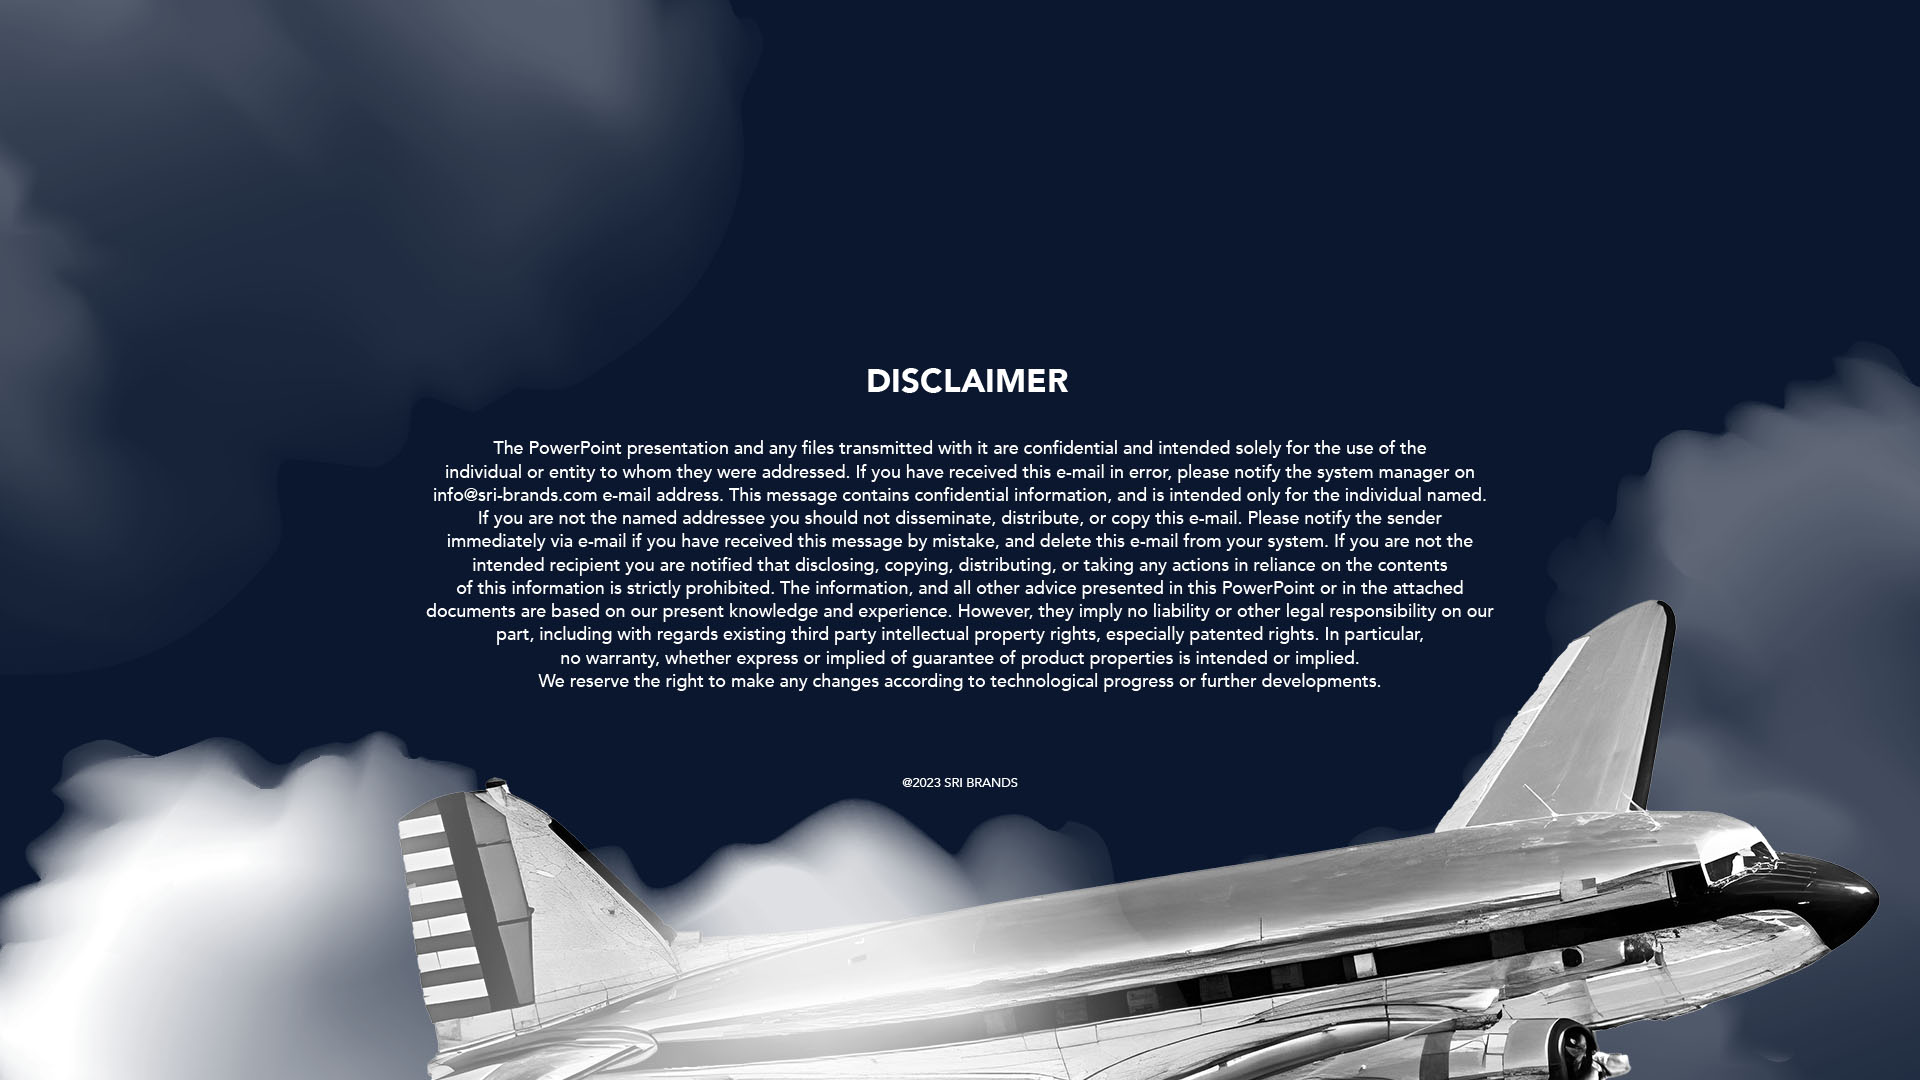 DISCLAIMER
The PowerPoint presentation and any files transmitted with it are confidential and intended solely for the use of the
individual or entity to whom they were addressed. If you have received this e-mail in error, please notify the system manager on
info@sri-brands.com e-mail address. This message contains confidential information, and is intended only for the individual named.
If you are not the named addressee you should not disseminate, distribute, or copy this e-mail. Please notify the sender
immediately via e-mail if you have received this message by mistake, and delete this e-mail from your system. If you are not the
intended recipient you are notified that disclosing, copying, distributing, or taking any actions in reliance on the contents
of this information is strictly prohibited. The information, and all other advice presented in this PowerPoint or in the attached
documents are based on our present knowledge and experience. However, they imply no liability or other legal responsibility on our
part, including with regards existing third party intellectual property rights, especially patented rights. In particular,
no warranty, whether express or implied of guarantee of product properties is intended or implied.
We reserve the right to make any changes according to technological progress or further developments.
@2023 SRI BRANDS